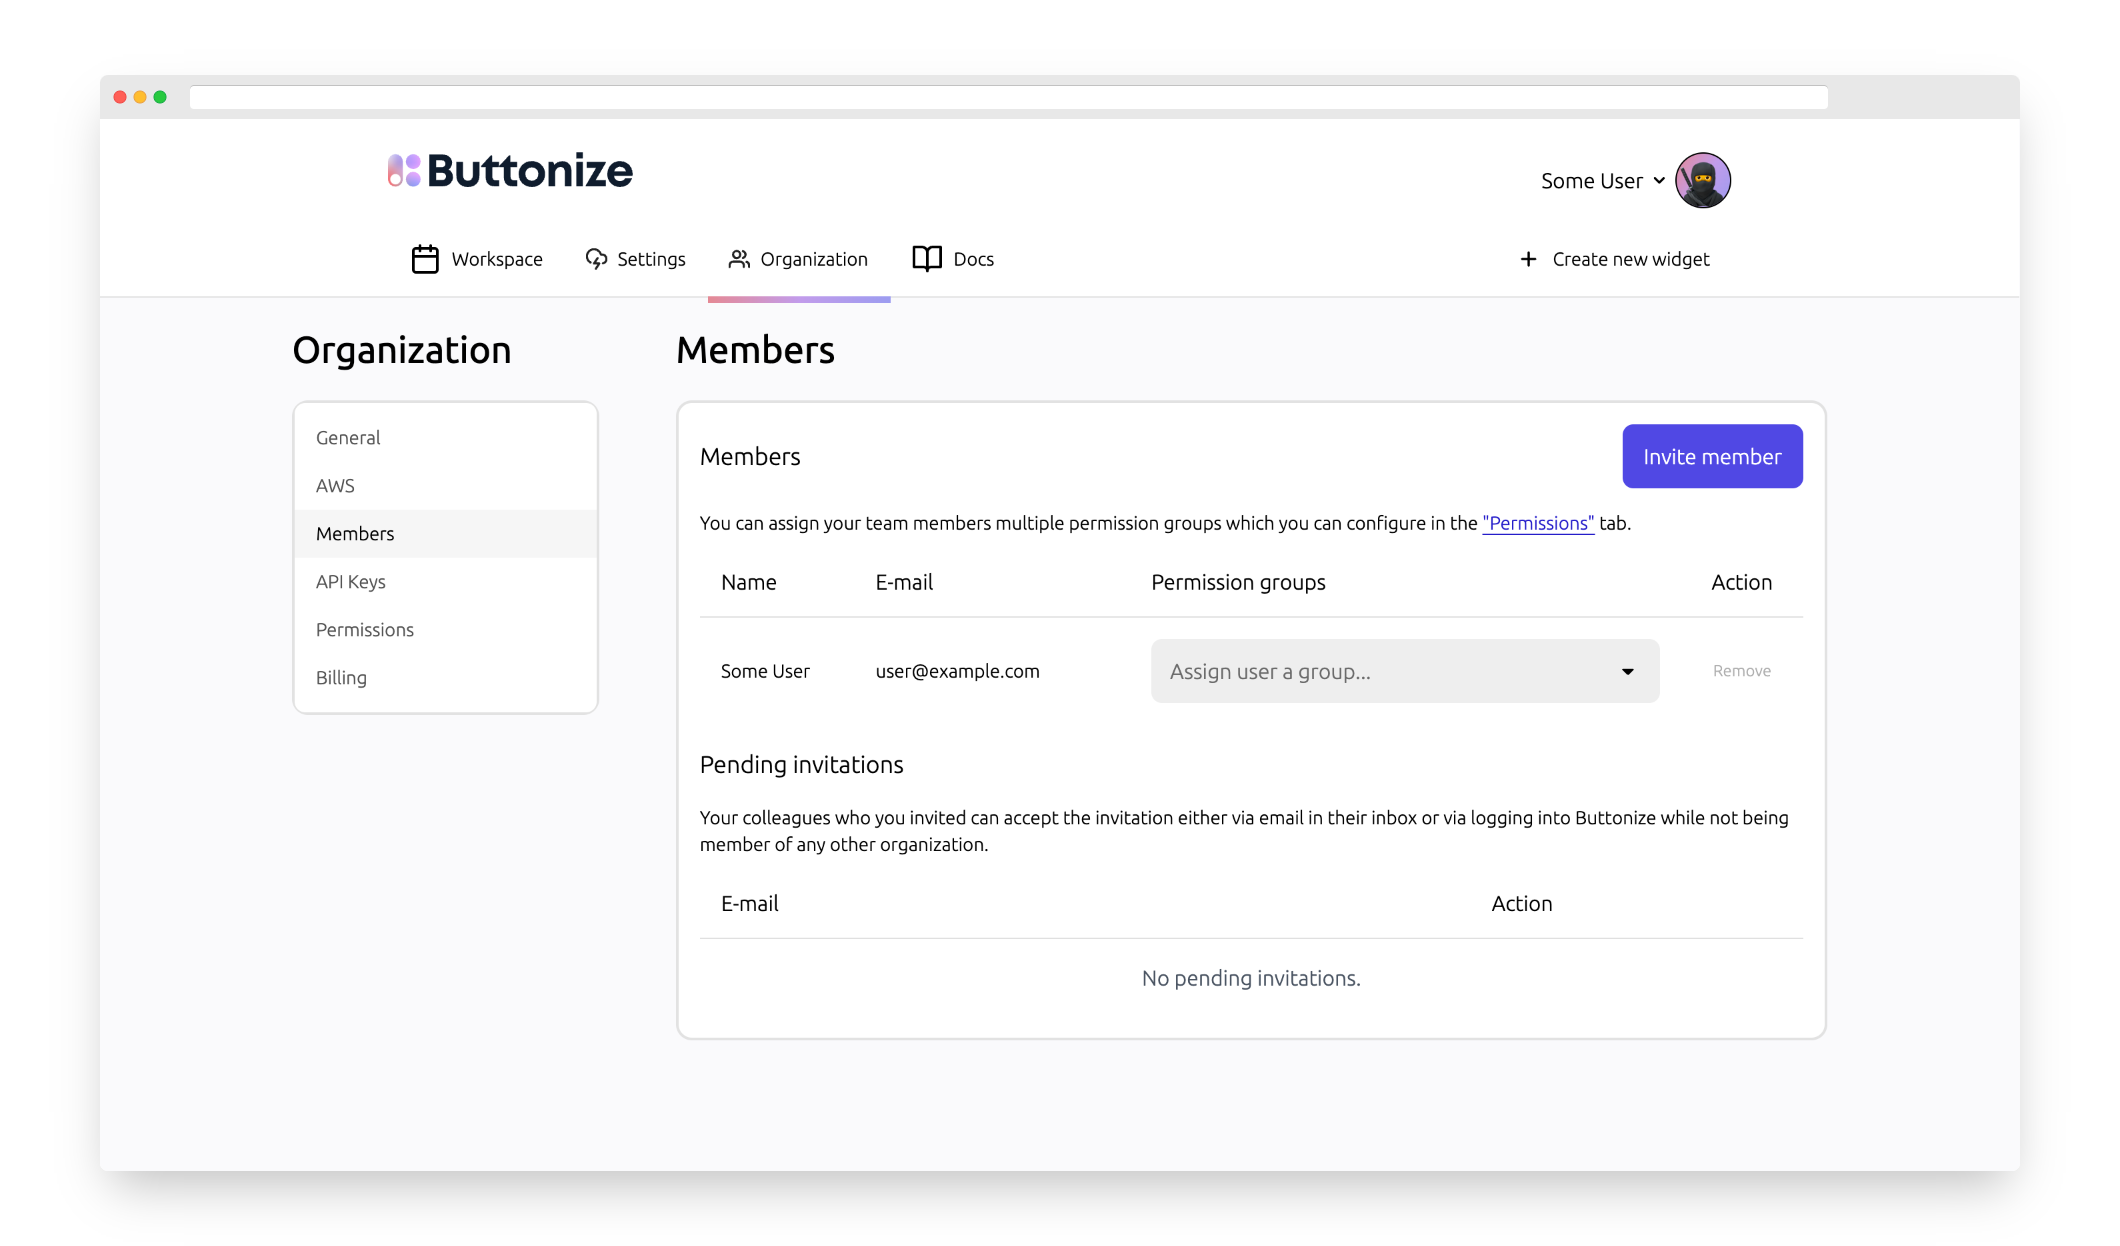 Buttonize
Some User
Workspace
Settings
Organization
Docs
Create new widget
Organization
General
AWS
Members
API Keys
Permissions
Billing
Members
Members
Invite member
You can assign your team members multiple permission groups which you can configure in the "Permissions" tab.
Name E-mail Permission groups Action
Some User user@example.com Assign user a group... Remove
Pending invitations
Your colleagues who you invited can accept the invitation either via email in their inbox or via logging into Buttonize while not being
member of any other organization.
E-mail Action
No pending invitations.